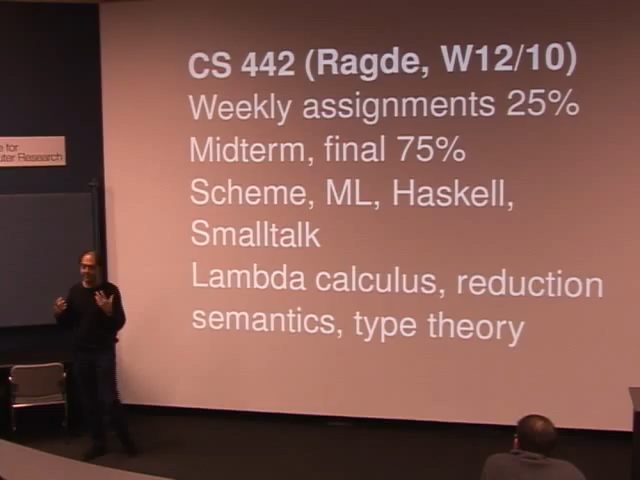 CS 442 (Ragde, W12/10)
Weekly assignments 25%
Midterm, final 75%
Scheme, ML, Haskell,
Smalltalk
Lambda calculus, reduction
semantics, type theory
for
Research